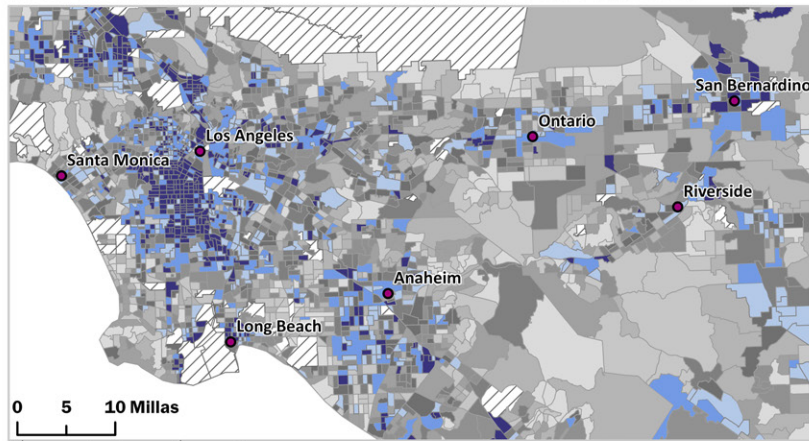 San Bernardino
Ontario
Los Angeles
Santa Monica
Riverside
Anaheim
Long Beach
0 5 10 Millas